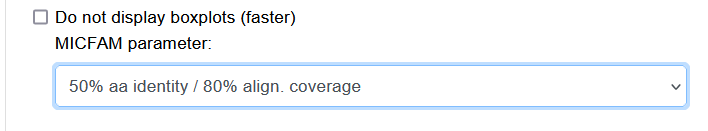 Do not display boxplots (faster)
MICFAM parameter:
50% aa identity / 80% align. coverage